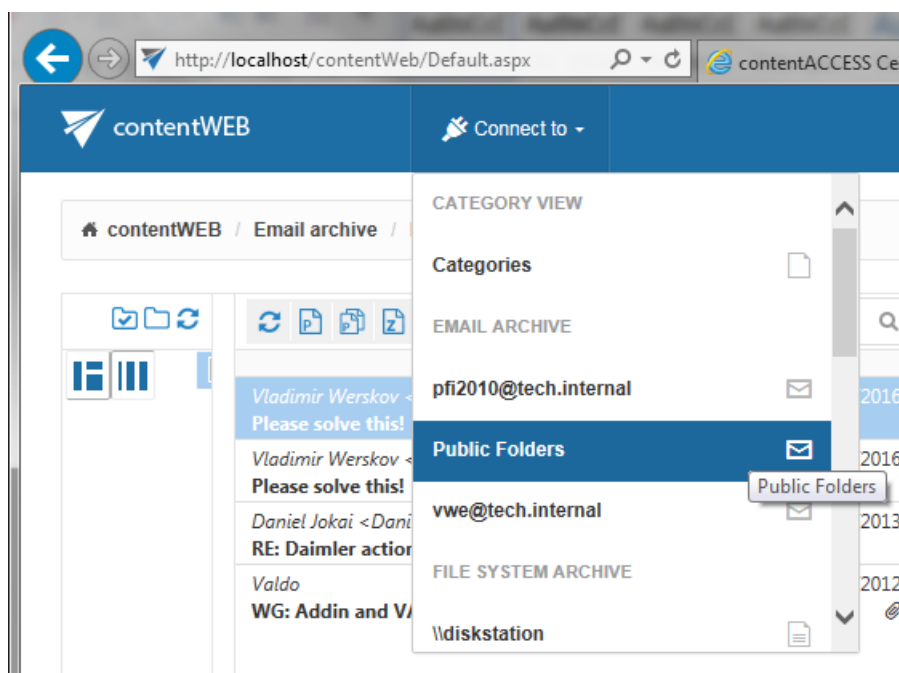 http://localhost/contentWeb/Default.aspx
contentACCESS Ce
contentWEB
Connect to
contentWEB / Email archive /
CATEGORY VIEW
Categories
EMAIL ARCHIVE
pfi2010@tech.internal
Public Folders
Public Folders
vwe@tech.internal
FILE SYSTEM ARCHIVE
\\diskstation
P
P
Z
Vladimir Werskov <
2016
Please solve this!
Vladimir Werskov <
2016
Please solve this!
Daniel Jokai <Dani
2013
RE: Daimler action
Valdo
2012
WG: Addin and VA